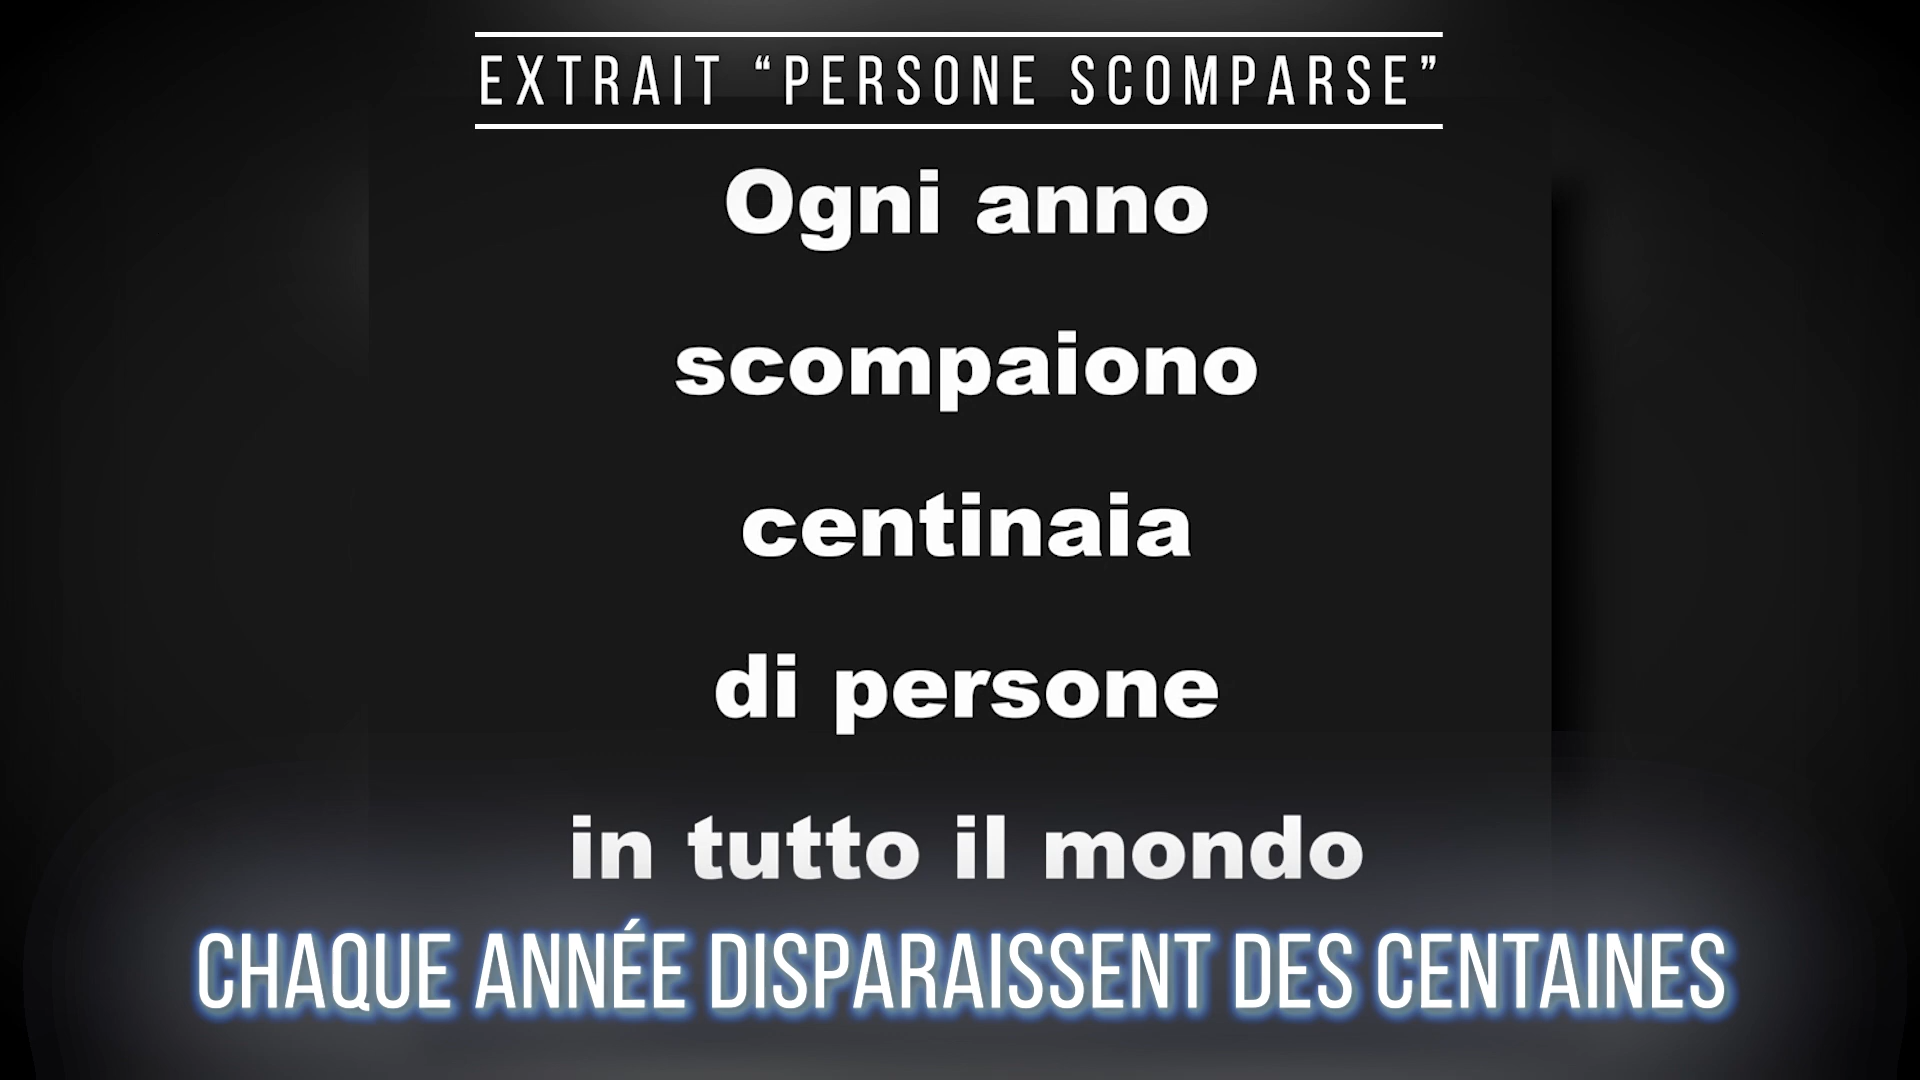 EXTRAIT “PERSONE SCOMPARSE”
Ogni anno
scompaiono
centinaia
di persone
in tutto il mondo
CHAQUE ANNÉE DISPARAISSENT DES CENTAINES